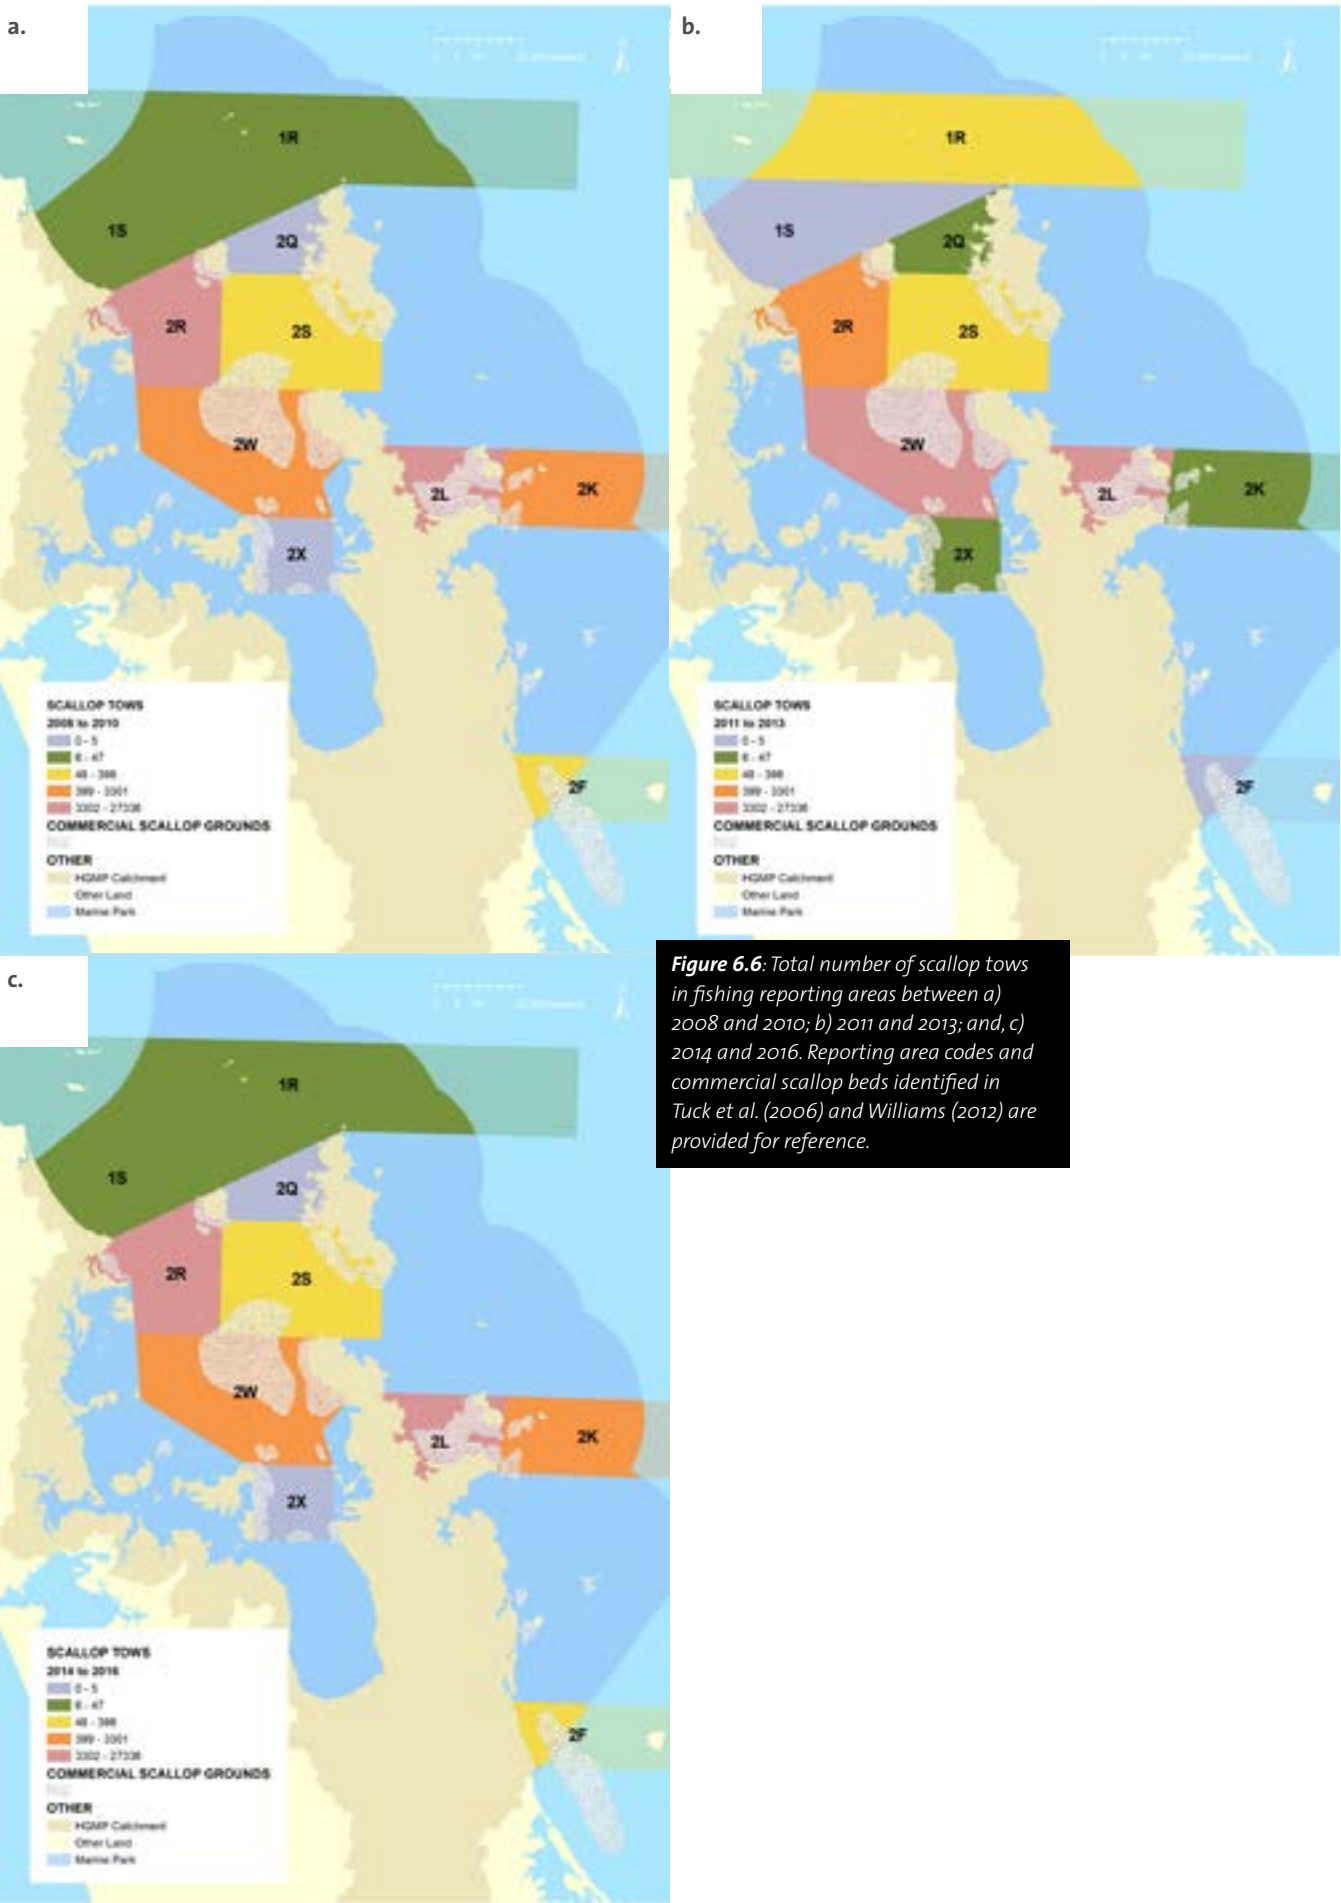 a.
1R
1S
2Q
2R
2S
2W
2L
2K
2X
2F
SCALLOP TOWS
2008 to 2010
0 - 5
6 - 47
48 - 398
399 - 3301
3302 - 27336
COMMERCIAL SCALLOP GROUNDS
OTHER
HGMP Catchment
Other Land
Marine Park
b.
1R
1S
2Q
2R
2S
2W
2L
2K
2X
2F
SCALLOP TOWS
2011 to 2013
0 - 5
6 - 47
48 - 398
399 - 3301
3302 - 27336
COMMERCIAL SCALLOP GROUNDS
OTHER
HGMP Catchment
Other Land
Marine Park
Figure 6.6: Total number of scallop tows
in fishing reporting areas between a)
2008 and 2010; b) 2011 and 2013; and, c)
2014 and 2016. Reporting area codes and
commercial scallop beds identified in
Tuck et al. (2006) and Williams (2012) are
provided for reference.
c.
1R
1S
2Q
2R
2S
2W
2L
2K
2X
2F
SCALLOP TOWS
2014 to 2016
0 - 5
6 - 47
48 - 398
399 - 3301
3302 - 27336
COMMERCIAL SCALLOP GROUNDS
OTHER
HGMP Catchment
Other Land
Marine Park